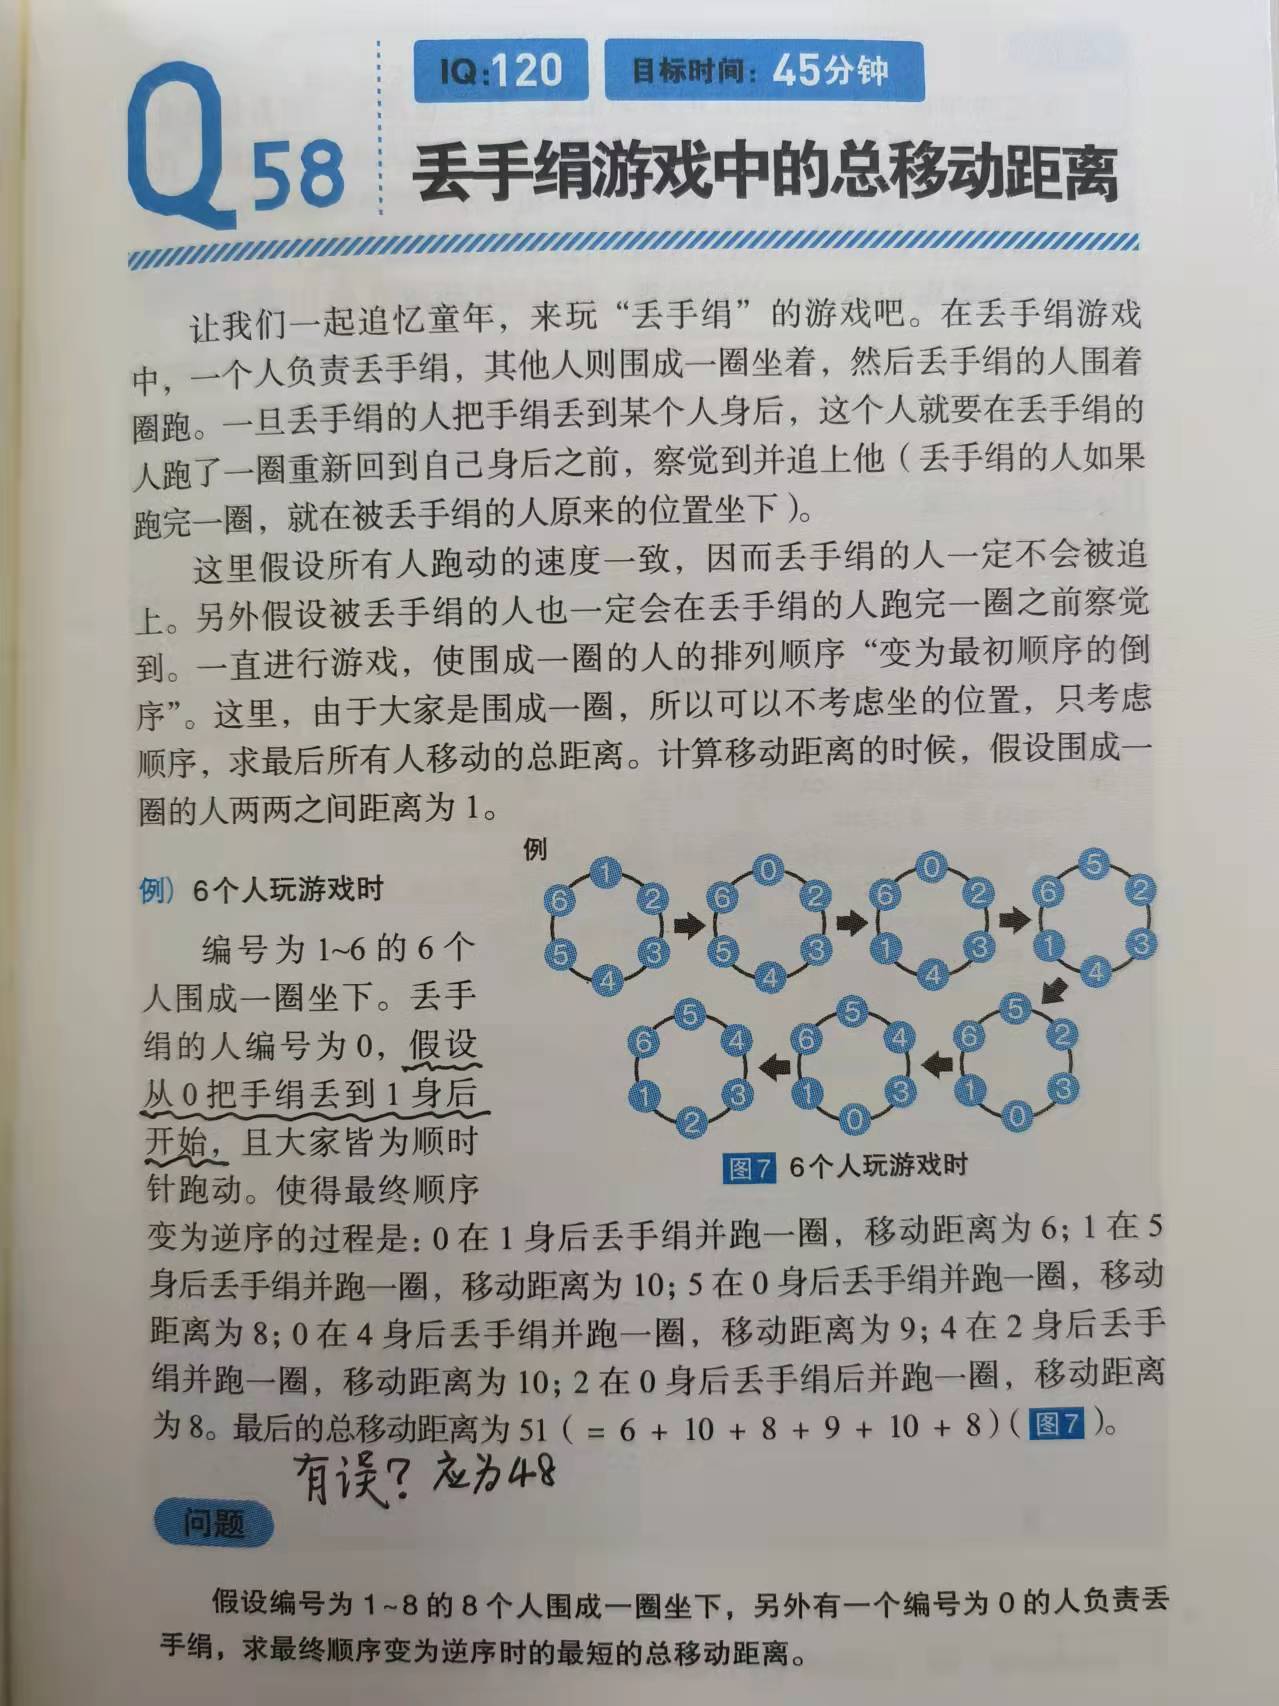 Q58
IQ:120 目标时间：45分钟
丢手绢游戏中的总移动距离
让我们一起追忆童年，来玩“丢手绢”的游戏吧。在丢手绢游戏
中，一个人负责丢手绢，其他人则围成一圈坐着，然后丢手绢的人围着
圈跑。一旦丢手绢的人把手绢丢到某个人身后，这个人就要在丢手绢的
人跑了一圈重新回到自己身后之前，察觉到并追上他（丢手绢的人如果
跑完一圈，就在被丢手绢的人原来的位置坐下）。
这里假设所有人跑动的速度一致，因而丢手绢的人一定不会被追
上。另外假设被丢手绢的人也一定会在丢手绢的人跑完一圈之前察觉
到。一直进行游戏，使围成一圈的人的排列顺序“变为最初顺序的倒
序”。这里，由于大家是围成一圈，所以可以不考虑坐的位置，只考虑
顺序，求最后所有人移动的总距离。计算移动距离的时候，假设围成一
圈的人两两之间距离为 1。
例）6个人玩游戏时
编号为 1~6 的 6 个
人围成一圈坐下。丢手
绢的人编号为 0，假设
从 0 把手绢丢到 1 身后
开始，且大家皆为顺时
针跑动。使得最终顺序
例
1 2 3 4 5 6
0 2 3 4 5 6
0 2 3 4 1 6
5 2 3 4 1 6
5 2 3 0 1 6
5 4 3 0 1 6
5 4 3 2 1 6
图7 6个人玩游戏时
变为逆序的过程是：0 在 1 身后丢手绢并跑一圈，移动距离为 6；1 在 5
身后丢手绢并跑一圈，移动距离为 10；5 在 0 身后丢手绢并跑一圈，移动
距离为 8；0 在 4 身后丢手绢并跑一圈，移动距离为 9；4 在 2 身后丢手
绢并跑一圈，移动距离为 10；2 在 0 身后丢手绢后并跑一圈，移动距离
为 8。最后的总移动距离为 51（ = 6 + 10 + 8 + 9 + 10 + 8）（图7）。
有误？应为48
问题
假设编号为 1~8 的 8 个人围成一圈坐下，另外有一个编号为 0 的人负责丢
手绢，求最终顺序变为逆序时的最短的总移动距离。